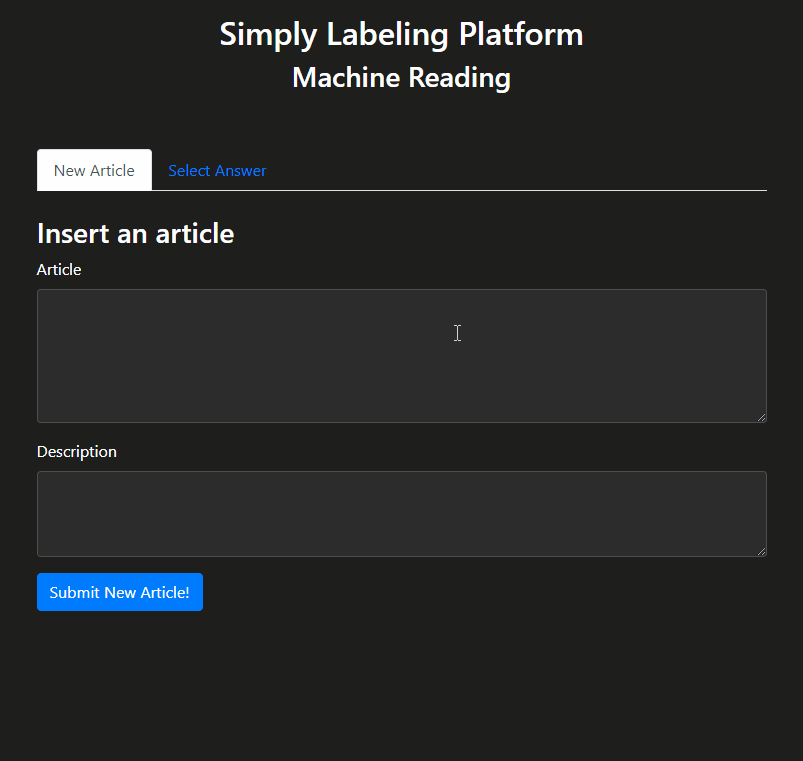 Simply Labeling Platform
Machine Reading
New Article Select Answer
Insert an article
Article
Description
Submit New Article!